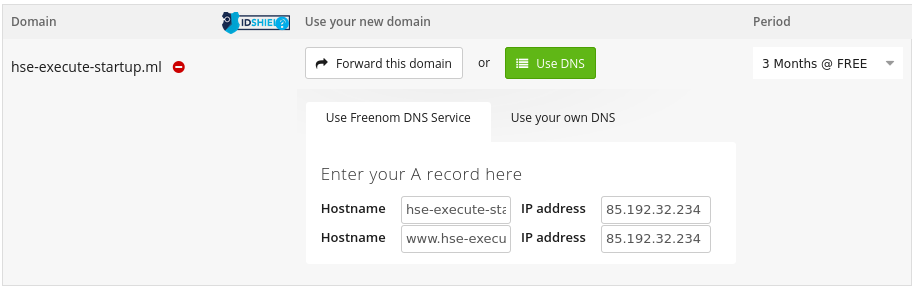 Domain
IDSHIELD
Use your new domain
Period
hse-execute-startup.ml
Forward this domain
or
Use DNS
3 Months @ FREE
Use Freenom DNS Service
Use your own DNS
Enter your A record here
Hostname hse-execute-sta IP address 85.192.32.234
Hostname www.hse-execu IP address 85.192.32.234